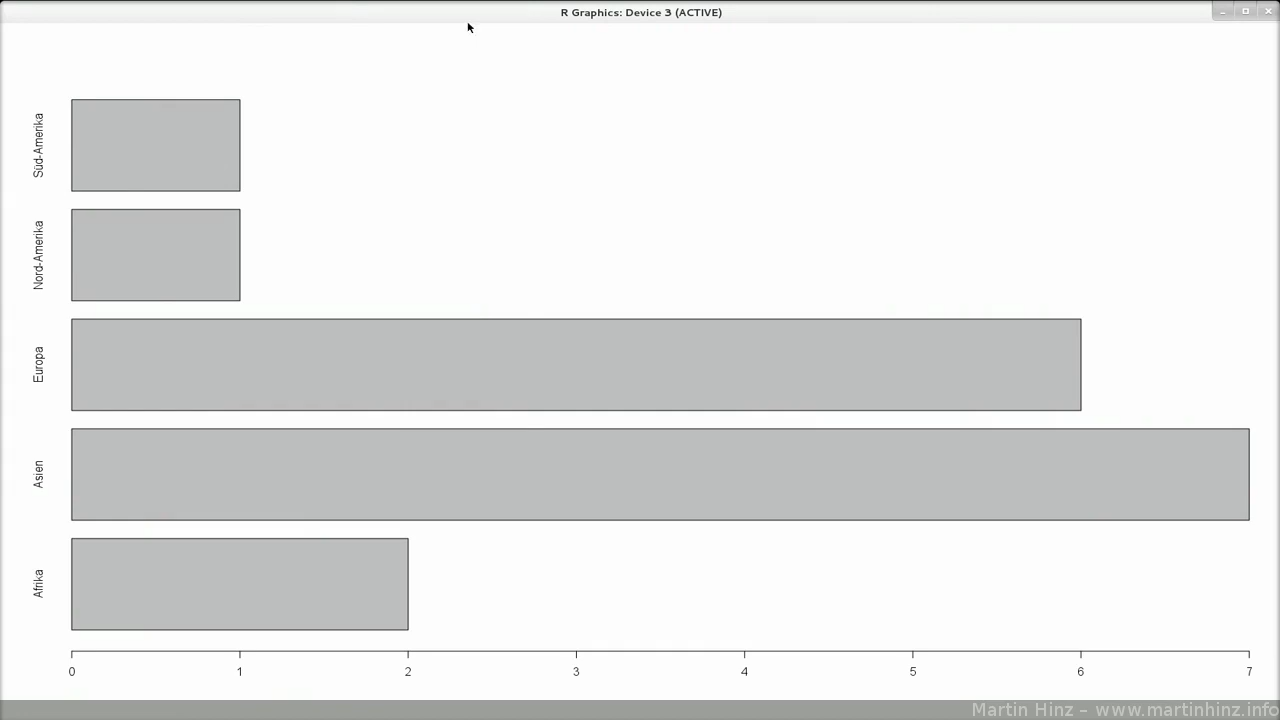 R Graphics: Device 3 (ACTIVE)
Süd-Amerika
Nord-Amerika
Europa
Asien
Afrika
0 1 2 3 4 5 6 7
Martin Hinz - www.martinhinz.info